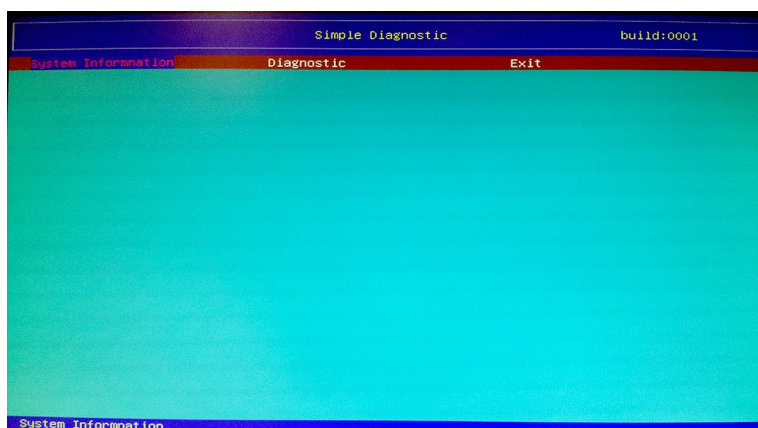 Simple Diagnostic build:0001
System Informnation Diagnostic Exit
System Informnation